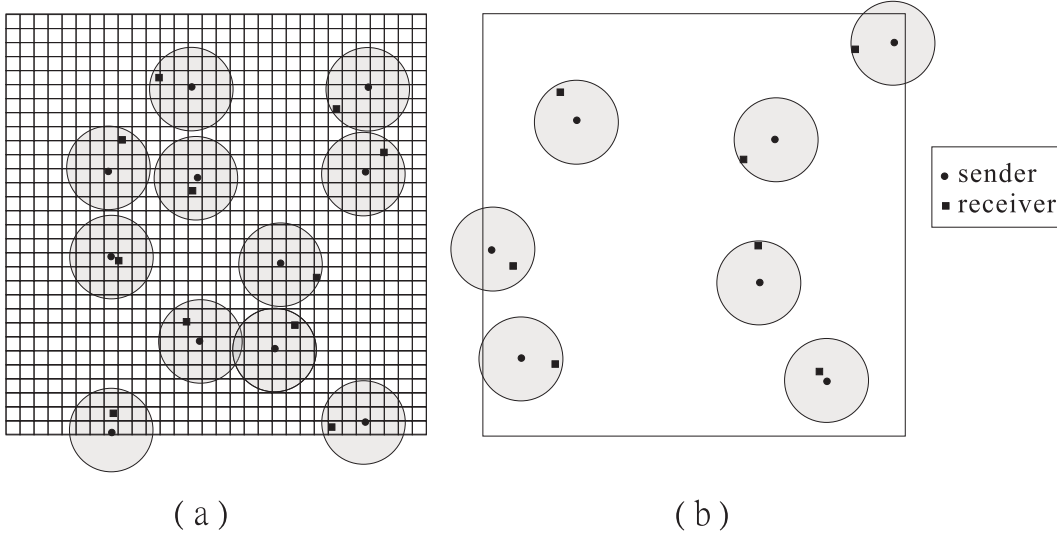 sender
receiver
( a )
( b )